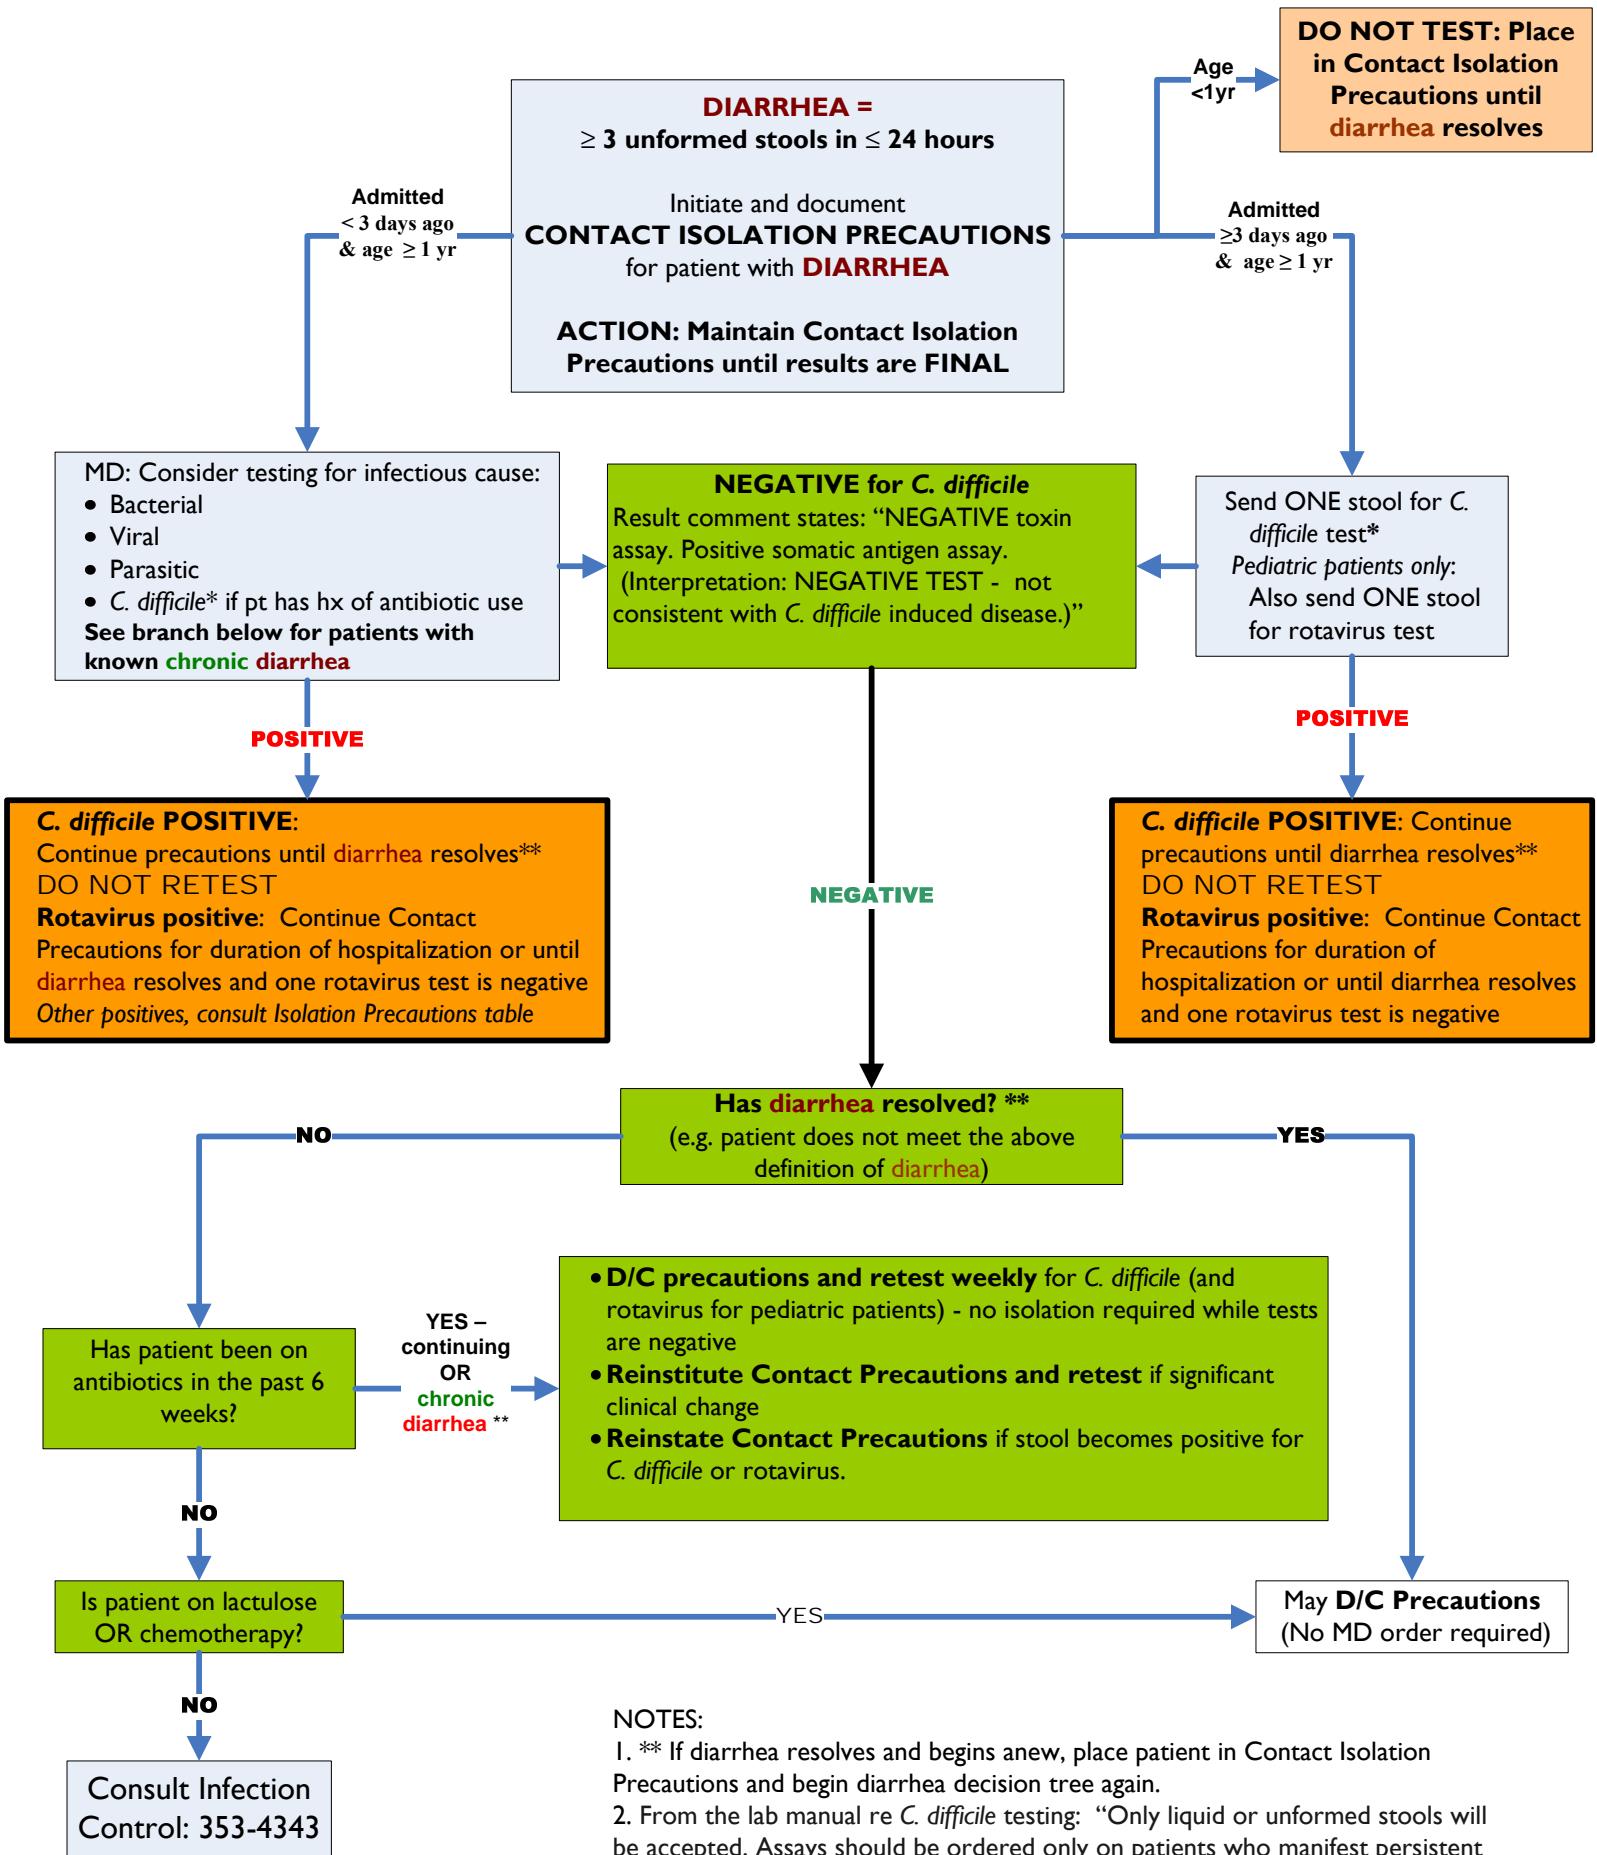 DO NOT TEST: Place
in Contact Isolation
Precautions until
diarrhea resolves
Age
<1yr
DIARRHEA =
≥ 3 unformed stools in ≤ 24 hours
Initiate and document
CONTACT ISOLATION PRECAUTIONS
for patient with DIARRHEA
ACTION: Maintain Contact Isolation
Precautions until results are FINAL
Admitted
< 3 days ago
& age ≥ 1 yr
Admitted
≥3 days ago
& age ≥ 1 yr
MD: Consider testing for infectious cause:
• Bacterial
• Viral
• Parasitic
• C. difficile* if pt has hx of antibiotic use
See branch below for patients with
known chronic diarrhea
NEGATIVE for C. difficile
Result comment states: “NEGATIVE toxin
assay. Positive somatic antigen assay.
(Interpretation: NEGATIVE TEST - not
consistent with C. difficile induced disease.)”
Send ONE stool for C.
difficile test*
Pediatric patients only:
Also send ONE stool
for rotavirus test
POSITIVE
POSITIVE
C. difficile POSITIVE:
Continue precautions until diarrhea resolves**
DO NOT RETEST
Rotavirus positive: Continue Contact
Precautions for duration of hospitalization or until
diarrhea resolves and one rotavirus test is negative
Other positives, consult Isolation Precautions table
NEGATIVE
C. difficile POSITIVE: Continue
precautions until diarrhea resolves**
DO NOT RETEST
Rotavirus positive: Continue Contact
Precautions for duration of
hospitalization or until diarrhea resolves
and one rotavirus test is negative
Has diarrhea resolved? **
(e.g. patient does not meet the above
definition of diarrhea)
NO
YES
Has patient been on
antibiotics in the past 6
weeks?
YES –
continuing
OR
chronic
diarrhea **
• D/C precautions and retest weekly for C. difficile (and
rotavirus for pediatric patients) - no isolation required while tests
are negative
• Reinstitute Contact Precautions and retest if significant
clinical change
• Reinstate Contact Precautions if stool becomes positive for
C. difficile or rotavirus.
NO
Is patient on lactulose
OR chemotherapy?
YES
May D/C Precautions
(No MD order required)
NO
Consult Infection
Control: 353-4343
NOTES:
1. ** If diarrhea resolves and begins anew, place patient in Contact Isolation
Precautions and begin diarrhea decision tree again.
2. From the lab manual re C. difficile testing: “Only liquid or unformed stools will
be accepted. Assays should be ordered only on patients who manifest persistent